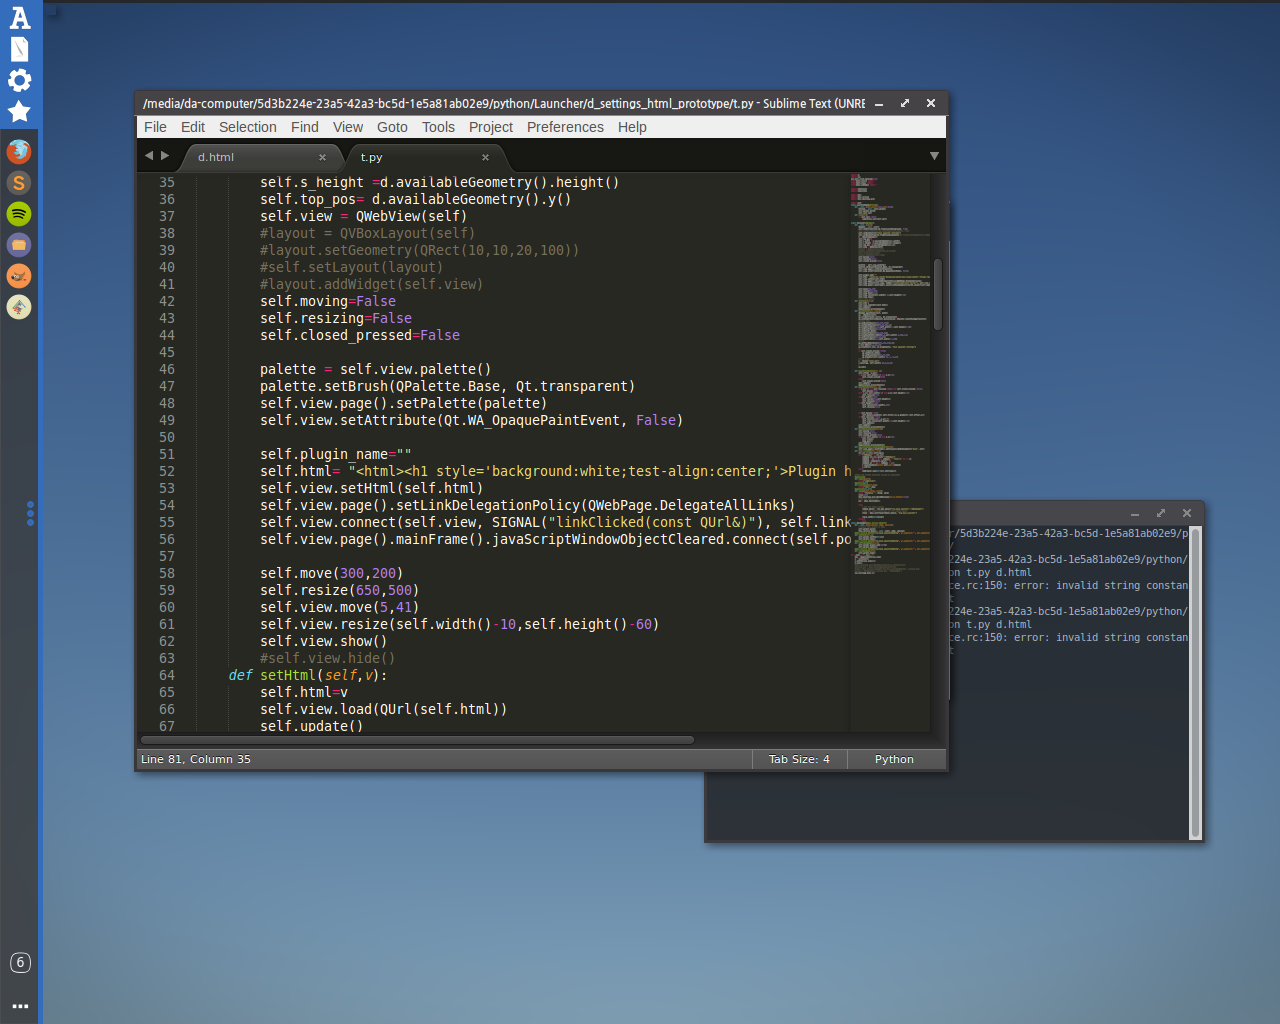 A
/media/da-computer/5d3b224e-23a5-42a3-bc5d-1e5a81ab02e9/python/Launcher/d_settings_html_prototype/t.py - Sublime Text (UNRE
File Edit Selection Find View Goto Tools Project Preferences Help
d.html
t.py
35 self.s_height =d.availableGeometry().height()
36 self.top_pos= d.availableGeometry().y()
37 self.view = QWebView(self)
38 #layout = QVBoxLayout(self)
39 #layout.setGeometry(QRect(10,10,20,100))
40 #self.setLayout(layout)
41 #layout.addWidget(self.view)
42 self.moving=False
43 self.resizing=False
44 self.closed_pressed=False
45
46 palette = self.view.palette()
47 palette.setBrush(QPalette.Base, Qt.transparent)
48 self.view.page().setPalette(palette)
49 self.view.setAttribute(Qt.WA_OpaquePaintEvent, False)
50
51 self.plugin_name=""
52 self.html= "<html><h1 style='background:white;test-align:center;'>Plugin h
53 self.view.setHtml(self.html)
54 self.view.page().setLinkDelegationPolicy(QWebPage.DelegateAllLinks)
55 self.view.connect(self.view, SIGNAL("linkClicked(const QUrl&)"), self.link
56 self.view.page().mainFrame().javaScriptWindowObjectCleared.connect(self.po
57
58 self.move(300,200)
59 self.resize(650,500)
60 self.view.move(5,41)
61 self.view.resize(self.width()-10,self.height()-60)
62 self.view.show()
63 #self.view.hide()
64 def setHtml(self,v):
65 self.html=v
66 self.view.load(QUrl(self.html))
67 self.update()
Line 81, Column 35
Tab Size: 4
Python
r/5d3b224e-23a5-42a3-bc5d-1e5a81ab02e9/p
/
224e-23a5-42a3-bc5d-1e5a81ab02e9/python/
on t.py d.html
ce.rc:150: error: invalid string constan
t
224e-23a5-42a3-bc5d-1e5a81ab02e9/python/
on t.py d.html
ce.rc:150: error: invalid string constan
t
6